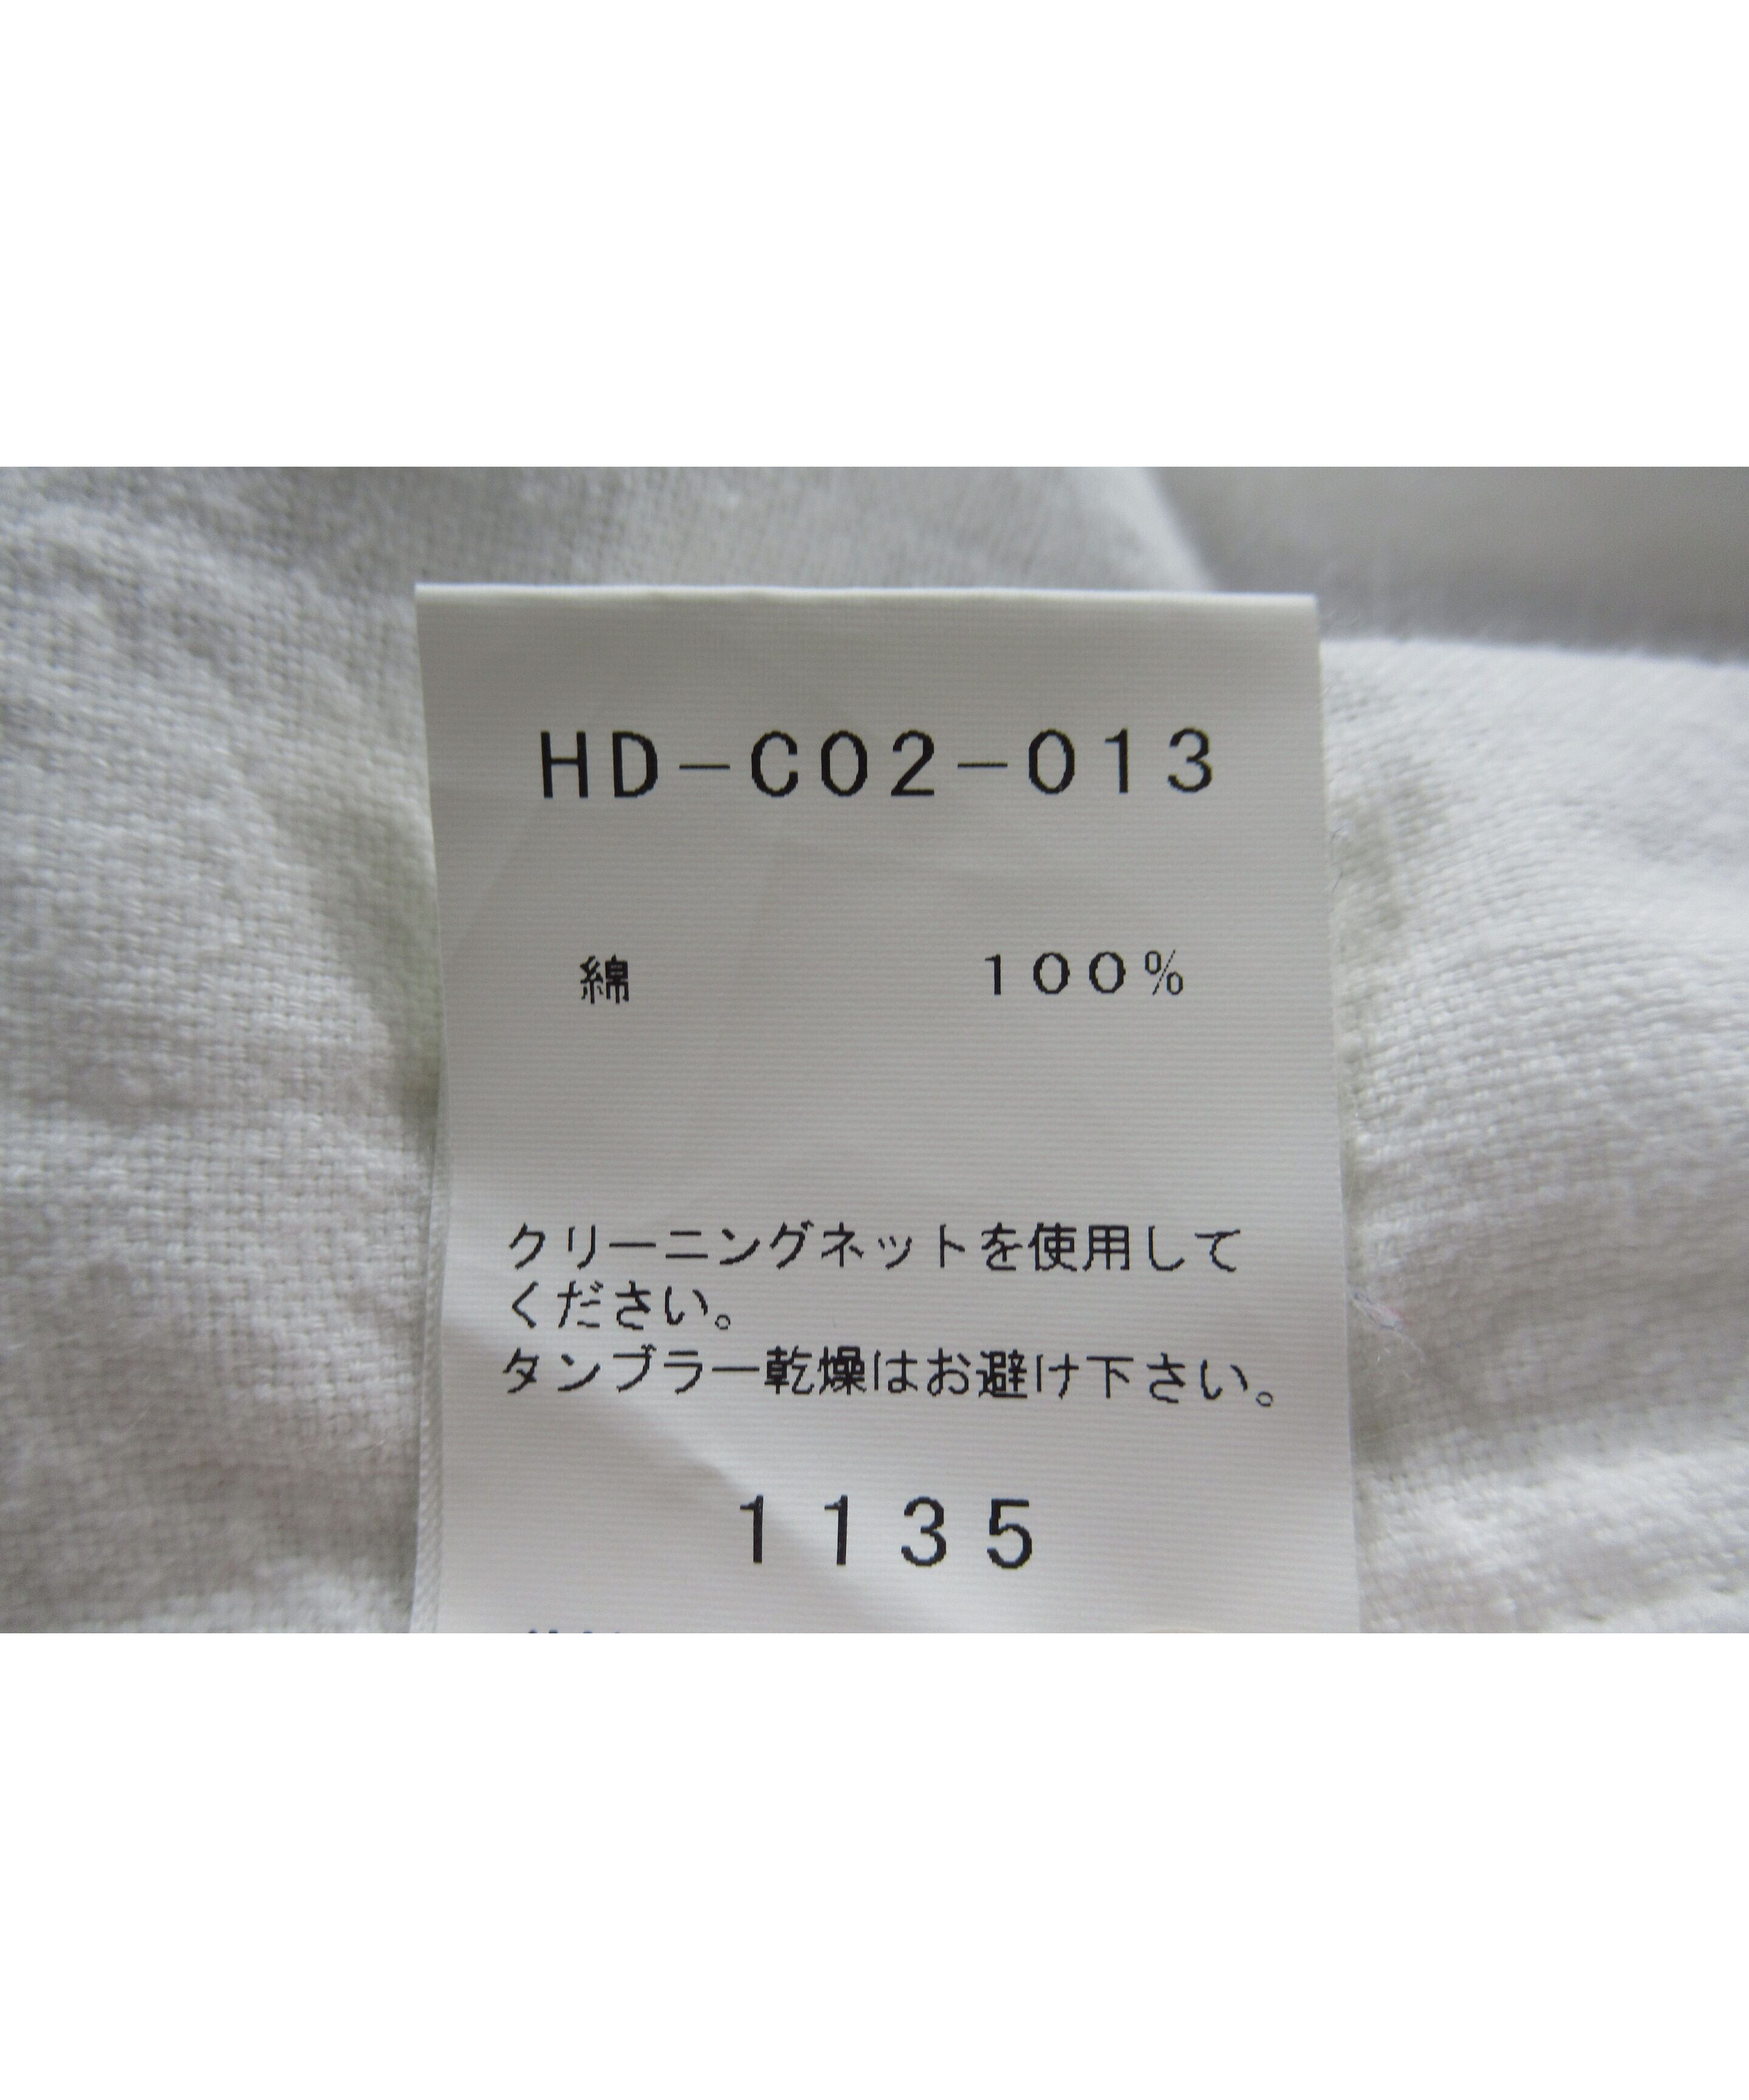 HD-C02-013
綿 100%
クリーニングネットを使用して
ください。
タンブラー乾燥はお避け下さい。
1135